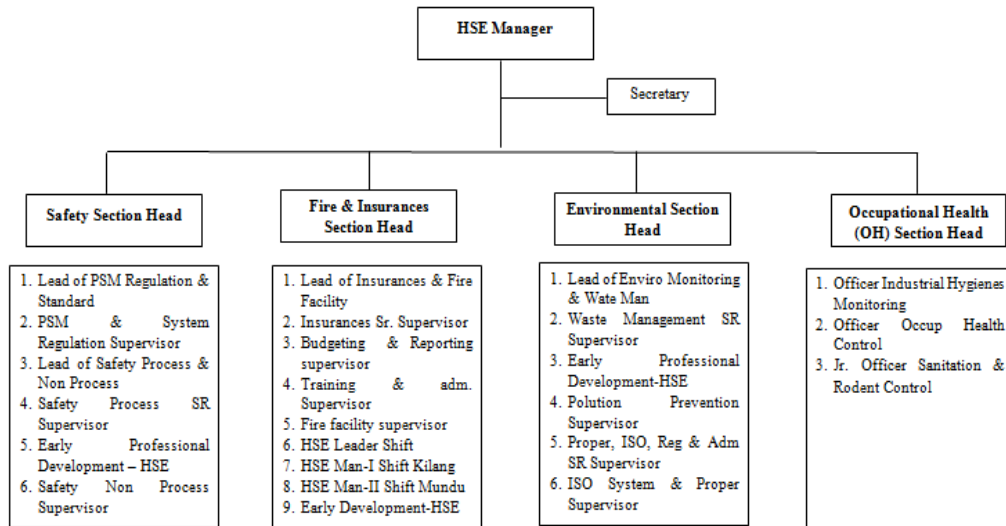 HSE Manager
Secretary
Safety Section Head
Fire & Insurances
Section Head
Environmental Section
Head
Occupational Health
(OH) Section Head
1. Lead of PSM Regulation &
Standard
2. PSM & System
Regulation Supervisor
3. Lead of Safety Process &
Non Process
4. Safety Process SR
Supervisor
5. Early Professional
Development – HSE
6. Safety Non Process
Supervisor
1. Lead of Insurances & Fire
Facility
2. Insurances Sr. Supervisor
3. Budgeting & Reporting
supervisor
4. Training & adm.
Supervisor
5. Fire facility supervisor
6. HSE Leader Shift
7. HSE Man-I Shift Kilang
8. HSE Man-II Shift Mundu
9. Early Development-HSE
1. Lead of Enviro Monitoring
& Wate Man
2. Waste Management SR
Supervisor
3. Early Professional
Development-HSE
4. Polution Prevention
Supervisor
5. Proper, ISO, Reg & Adm
SR Supervisor
6. ISO System & Proper
Supervisor
1. Officer Industrial Hygienes
Monitoring
2. Officer Occup Health
Control
3. Jr. Officer Sanitation &
Rodent Control